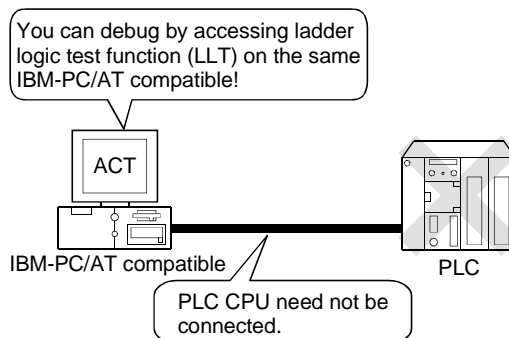 You can debug by accessing ladder
logic test function (LLT) on the same
IBM-PC/AT compatible!
ACT
IBM-PC/AT compatible
PLC
PLC CPU need not be
connected.